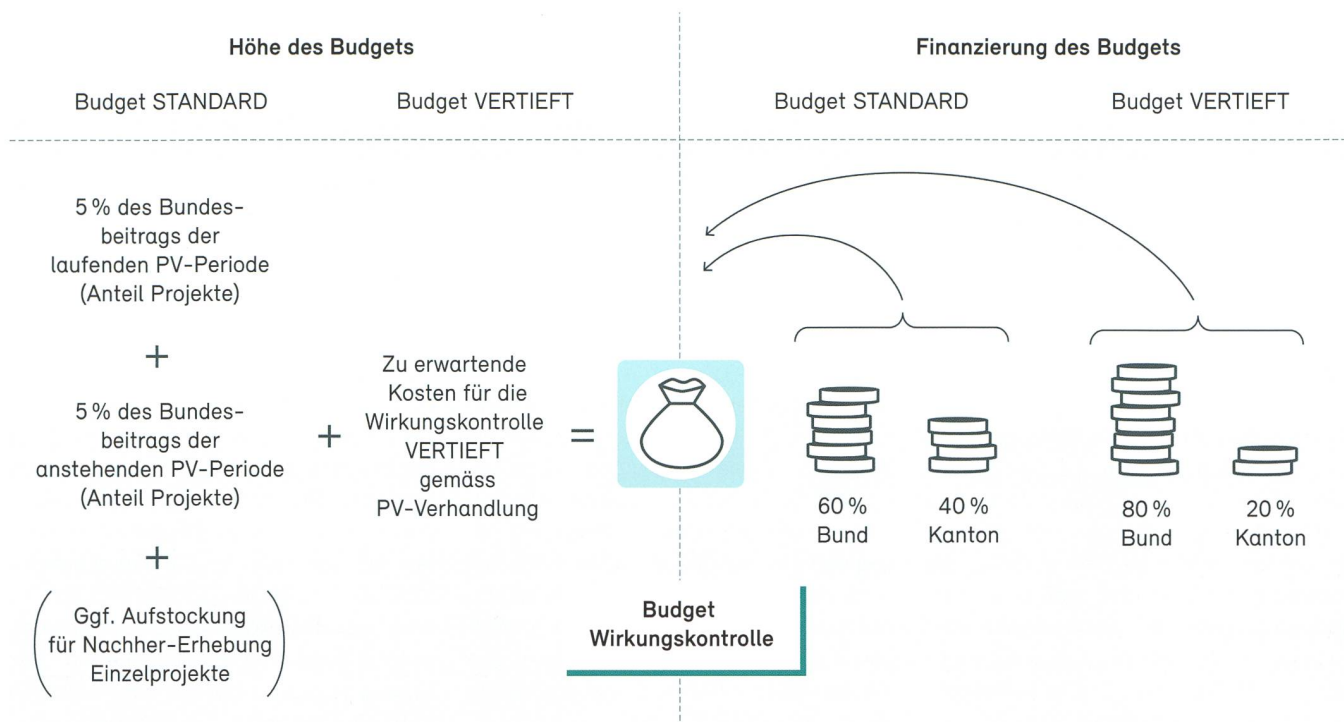 Höhe des Budgets
Budget STANDARD
Budget VERTIEFT
5 % des Bundes-
beitrags der
laufenden PV-Periode
(Anteil Projekte)
+
5 % des Bundes-
beitrags der
anstehenden PV-Periode
(Anteil Projekte)
+
(Ggf. Aufstockung
für Nachher-Erhebung
Einzelprojekte)
+
Zu erwartende
Kosten für die
Wirkungskontrolle
VERTIEFT
gemäss
PV-Verhandlung
=
Budget
Wirkungskontrolle
Finanzierung des Budgets
Budget STANDARD
Budget VERTIEFT
60 %
Bund
40 %
Kanton
80 %
Bund
20 %
Kanton